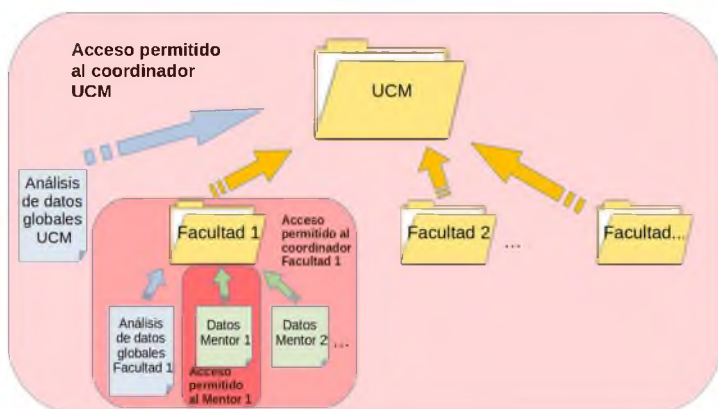 Acceso permitido
al coordinador
UCM
UCM
Análisis
de datos
globales
UCM
Facultad 1
Acceso
permitido al
coordinador
Facultad 1
Facultad 2
...
Facultad...
Análisis
de datos
globales
Facultad 1
Datos
Mentor 1
Datos
Mentor 2
...
Acceso
permitido
al Mentor 1